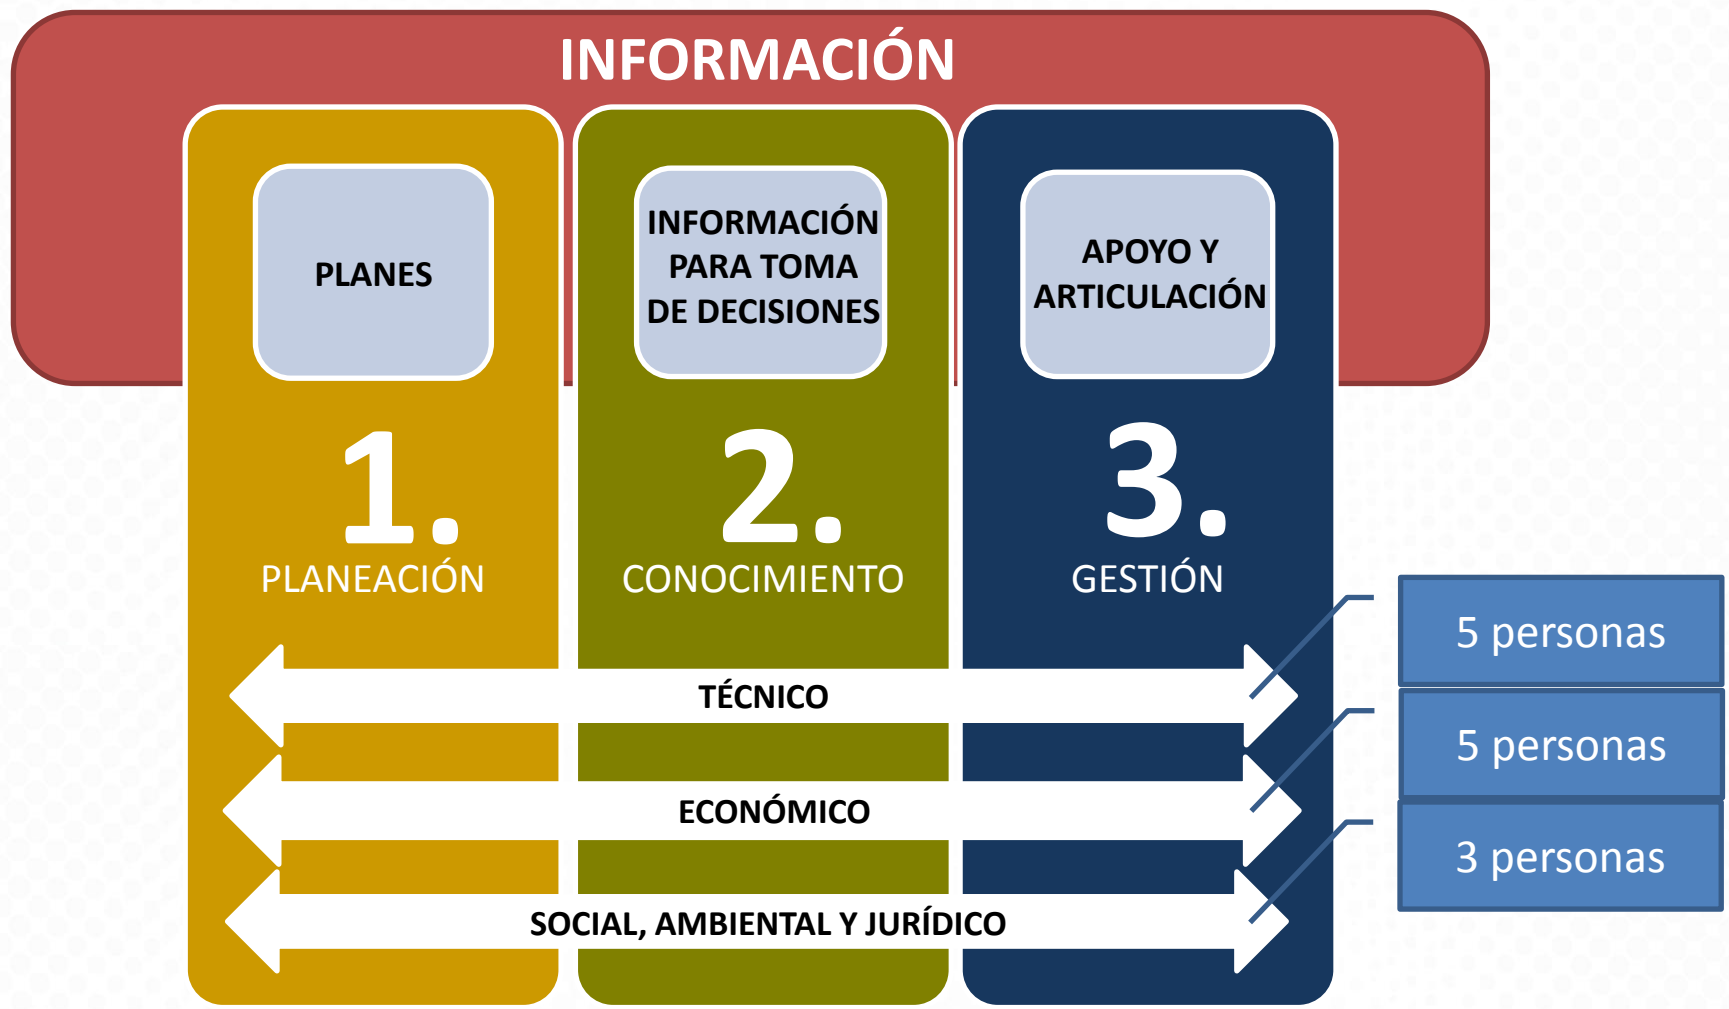 INFORMACIÓN
PLANES
INFORMACIÓN
PARA TOMA
DE DECISIONES
APOYO Y
ARTICULACIÓN
1.
PLANEACIÓN
2.
CONOCIMIENTO
3.
GESTIÓN
TÉCNICO
5 personas
ECONÓMICO
5 personas
SOCIAL, AMBIENTAL Y JURÍDICO
3 personas